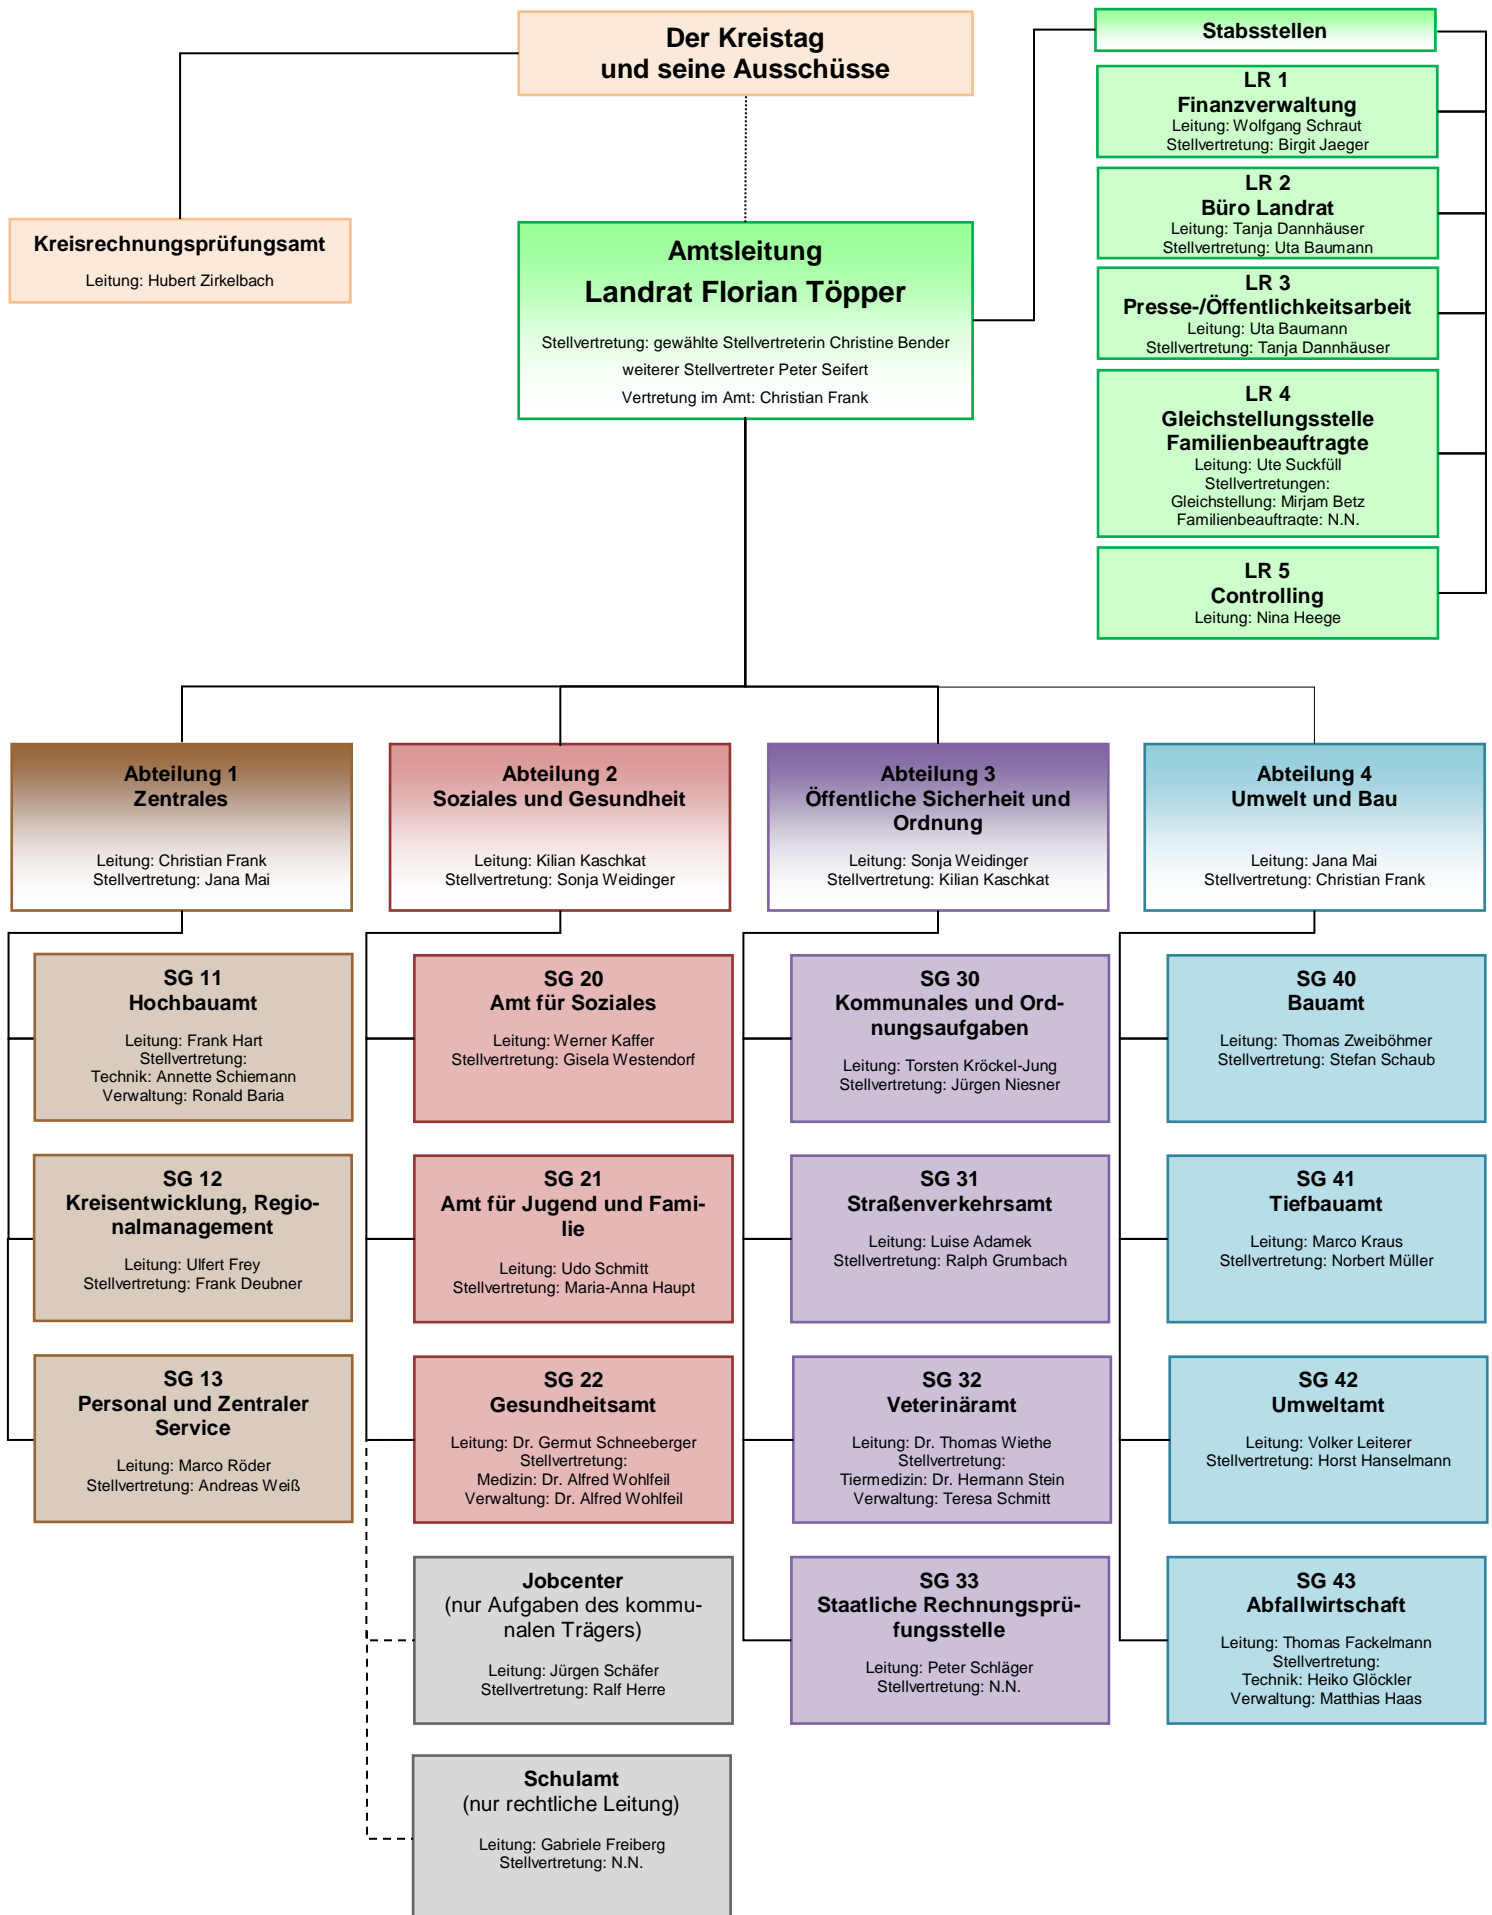 Der Kreistag
und seine Ausschüsse
Kreisrechnungsprüfungsamt
Leitung: Hubert Zirkelbach
Amtsleitung
Landrat Florian Töpper
Stellvertretung: gewählte Stellvertreterin Christine Bender
weiterer Stellvertreter Peter Seifert
Vertretung im Amt: Christian Frank
Stabsstellen
LR 1
Finanzverwaltung
Leitung: Wolfgang Schraut
Stellvertretung: Birgit Jaeger
LR 2
Büro Landrat
Leitung: Tanja Dannhäuser
Stellvertretung: Uta Baumann
LR 3
Presse-/Öffentlichkeitsarbeit
Leitung: Uta Baumann
Stellvertretung: Tanja Dannhäuser
LR 4
Gleichstellungsstelle
Familienbeauftragte
Leitung: Ute Suckfüll
Stellvertretungen:
Gleichstellung: Mirjam Betz
Familienbeauftragte: N.N.
LR 5
Controlling
Leitung: Nina Heege
Abteilung 1
Zentrales
Leitung: Christian Frank
Stellvertretung: Jana Mai
SG 11
Hochbauamt
Leitung: Frank Hart
Stellvertretung:
Technik: Annette Schiemann
Verwaltung: Ronald Baria
SG 12
Kreisentwicklung, Regio-
nalmanagement
Leitung: Ulfert Frey
Stellvertretung: Frank Deubner
SG 13
Personal und Zentraler
Service
Leitung: Marco Röder
Stellvertretung: Andreas Weiß
Abteilung 2
Soziales und Gesundheit
Leitung: Kilian Kaschkat
Stellvertretung: Sonja Weidinger
SG 20
Amt für Soziales
Leitung: Werner Kaffer
Stellvertretung: Gisela Westendorf
SG 21
Amt für Jugend und Fami-
lie
Leitung: Udo Schmitt
Stellvertretung: Maria-Anna Haupt
SG 22
Gesundheitsamt
Leitung: Dr. Germut Schneeberger
Stellvertretung:
Medizin: Dr. Alfred Wohlfeil
Verwaltung: Dr. Alfred Wohlfeil
Jobcenter
(nur Aufgaben des kommu-
nalen Trägers)
Leitung: Jürgen Schäfer
Stellvertretung: Ralf Herre
Schulamt
(nur rechtliche Leitung)
Leitung: Gabriele Freiberg
Stellvertretung: N.N.
Abteilung 3
Öffentliche Sicherheit und
Ordnung
Leitung: Sonja Weidinger
Stellvertretung: Kilian Kaschkat
SG 30
Kommunales und Ord-
nungsaufgaben
Leitung: Torsten Kröckel-Jung
Stellvertretung: Jürgen Niesner
SG 31
Straßenverkehrsamt
Leitung: Luise Adamek
Stellvertretung: Ralph Grumbach
SG 32
Veterinäramt
Leitung: Dr. Thomas Wiethe
Stellvertretung:
Tiermedizin: Dr. Hermann Stein
Verwaltung: Teresa Schmitt
SG 33
Staatliche Rechnungsprü-
fungsstelle
Leitung: Peter Schläger
Stellvertretung: N.N.
Abteilung 4
Umwelt und Bau
Leitung: Jana Mai
Stellvertretung: Christian Frank
SG 40
Bauamt
Leitung: Thomas Zweiböhmer
Stellvertretung: Stefan Schaub
SG 41
Tiefbauamt
Leitung: Marco Kraus
Stellvertretung: Norbert Müller
SG 42
Umweltamt
Leitung: Volker Leiterer
Stellvertretung: Horst Hanselmann
SG 43
Abfallwirtschaft
Leitung: Thomas Fackelmann
Stellvertretung:
Technik: Heiko Glöckler
Verwaltung: Matthias Haas